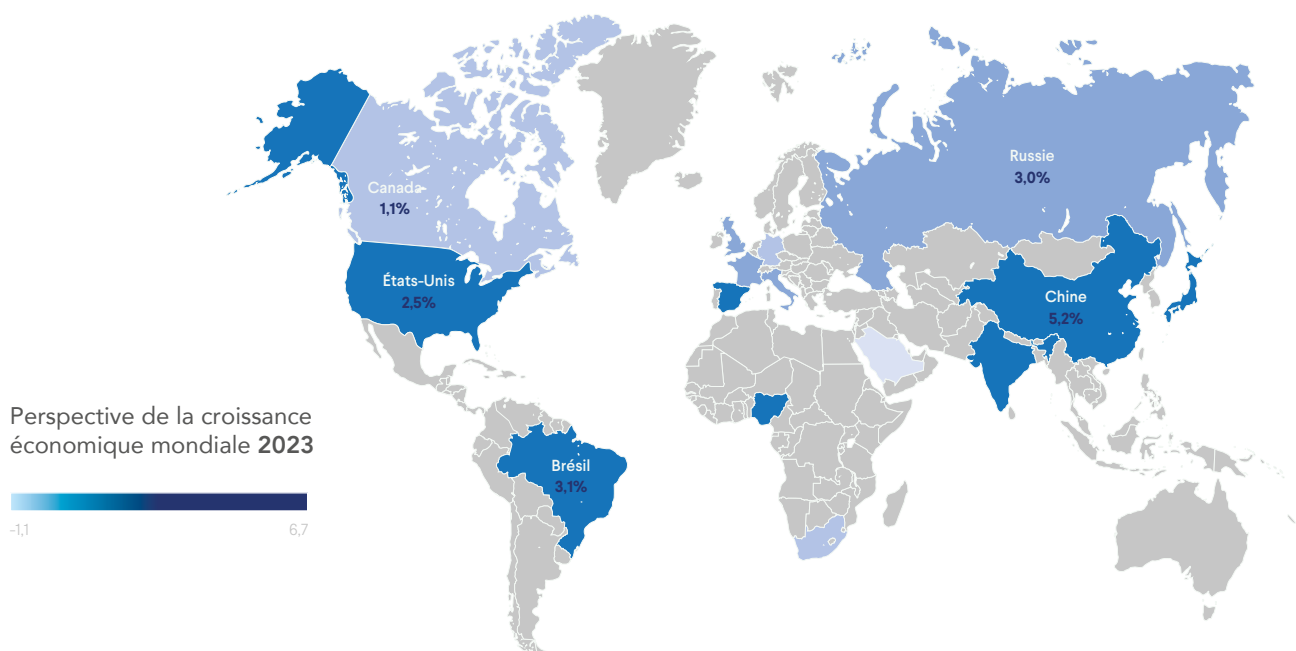 Russie
3,0%
Canada
1,1%
États-Unis
2,5%
Chine
5,2%
Perspective de la croissance
économique mondiale 2023
Brésil
3,1%
-1,1
6,7